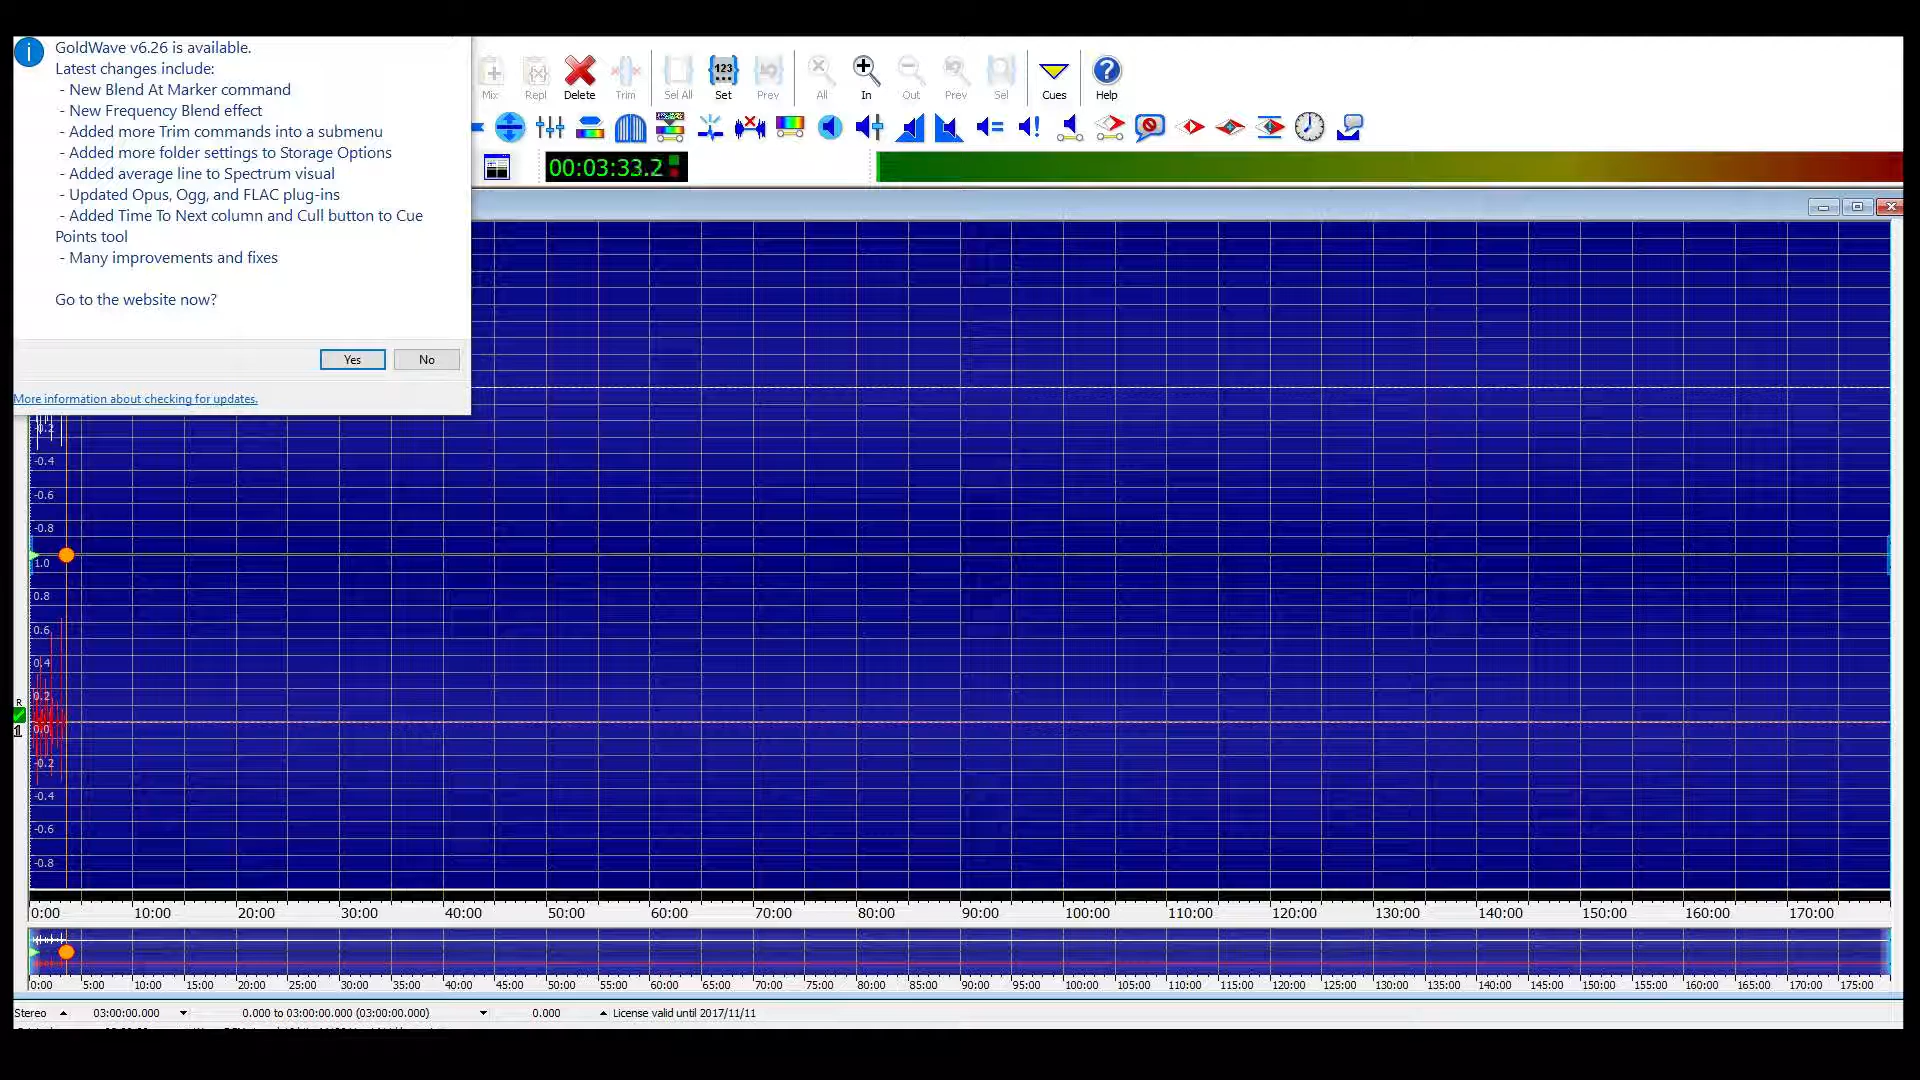 GoldWave v6.26 is available.
Latest changes include:
- New Blend At Marker command
- New Frequency Blend effect
- Added more Trim commands into a submenu
- Added more folder settings to Storage Options
- Added average line to Spectrum visual
- Updated Opus, Ogg, and FLAC plug-ins
- Added Time To Next column and Cull button to Cue
Points tool
- Many improvements and fixes
Go to the website now?
Yes No
More information about checking for updates.
Mix Repl Delete Trim Sel All Set Prev All In Out Prev Sel Cues Help
123
00:03:33.2
-0.2
-0.4
-0.6
-0.8
1.0
0.8
0.6
0.4
0.2
0.0
-0.2
-0.4
-0.6
-0.8
R
1
0:00 10:00 20:00 30:00 40:00 50:00 60:00 70:00 80:00 90:00 100:00 110:00 120:00 130:00 140:00 150:00 160:00 170:00
0:00 5:00 10:00 15:00 20:00 25:00 30:00 35:00 40:00 45:00 50:00 55:00 60:00 65:00 70:00 75:00 80:00 85:00 90:00 95:00 100:00 105:00 110:00 115:00 120:00 125:00 130:00 135:00 140:00 145:00 150:00 155:00 160:00 165:00 170:00 175:00
Stereo 03:00:00.000 0.000 to 03:00:00.000 (03:00:00.000) 0.000 License valid until 2017/11/11